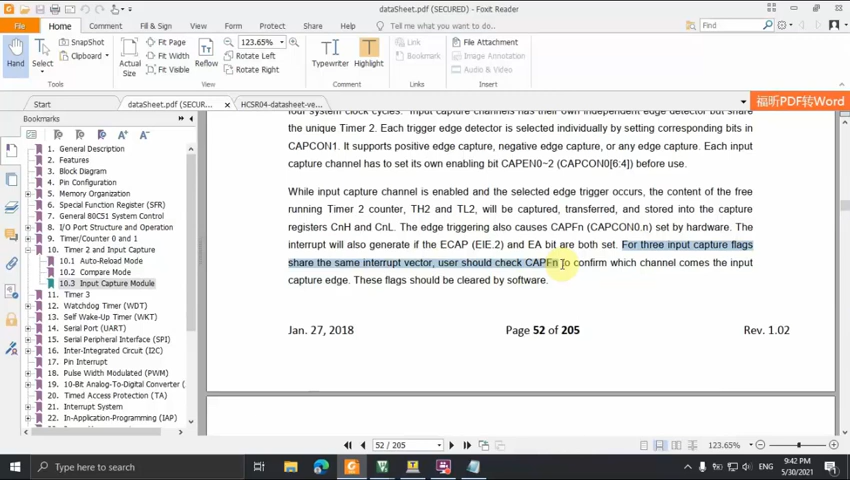 dataSheet.pdf (SECURED) - Foxit Reader
File
Home
Comment
Fill & Sign
View
Form
Protect
Share
Help
Tell me what you want to do...
Find
Hand
Select
SnapShot
Clipboard
Actual Size
Fit Page
Fit Width
Fit Visible
Reflow
123.65%
Rotate Left
Rotate Right
Typewriter
Highlight
Link
Bookmark
File Attachment
Image Annotation
Audio & Video
Tools
View
Comment
Links
Insert
Start
dataSheet.pdf (SECUR...
HCSR04-datasheet-ve...
福昕PDF转Word
Bookmarks
1. General Description
2. Features
3. Block Diagram
4. Pin Configuration
5. Memory Organization
6. Special Function Register (SFR)
7. General 80C51 System Control
8. I/O Port Structure and Operation
9. Timer/Counter 0 and 1
10. Timer 2 and Input Capture
10.1 Auto-Reload Mode
10.2 Compare Mode
10.3 Input Capture Module
11. Timer 3
12. Watchdog Timer (WDT)
13. Self Wake-Up Timer (WKT)
14. Serial Port (UART)
15. Serial Peripheral Interface (SPI)
16. Inter-Integrated Circuit (I2C)
17. Pin Interrupt
18. Pulse Width Modulated (PWM)
19. 10-Bit Analog-To-Digital Converter (
20. Timed Access Protection (TA)
21. Interrupt System
22. In-Application-Programming (IAP)
four system clock cycles. Input capture channels has their own independent edge detector but share
the unique Timer 2. Each trigger edge detector is selected individually by setting corresponding bits in
CAPCON1. It supports positive edge capture, negative edge capture, or any edge capture. Each input
capture channel has to set its own enabling bit CAPEN0~2 (CAPCON0[6:4]) before use.
While input capture channel is enabled and the selected edge trigger occurs, the content of the free
running Timer 2 counter, TH2 and TL2, will be captured, transferred, and stored into the capture
registers CnH and CnL. The edge triggering also causes CAPFn (CAPCON0.n) set by hardware. The
interrupt will also generate if the ECAP (EIE.2) and EA bit are both set. For three input capture flags
share the same interrupt vector, user should check CAPFn to confirm which channel comes the input
capture edge. These flags should be cleared by software.
Jan. 27, 2018
Page 52 of 205
Rev. 1.02
52 / 205
123.65%
Type here to search
ENG
9:42 PM
5/30/2021